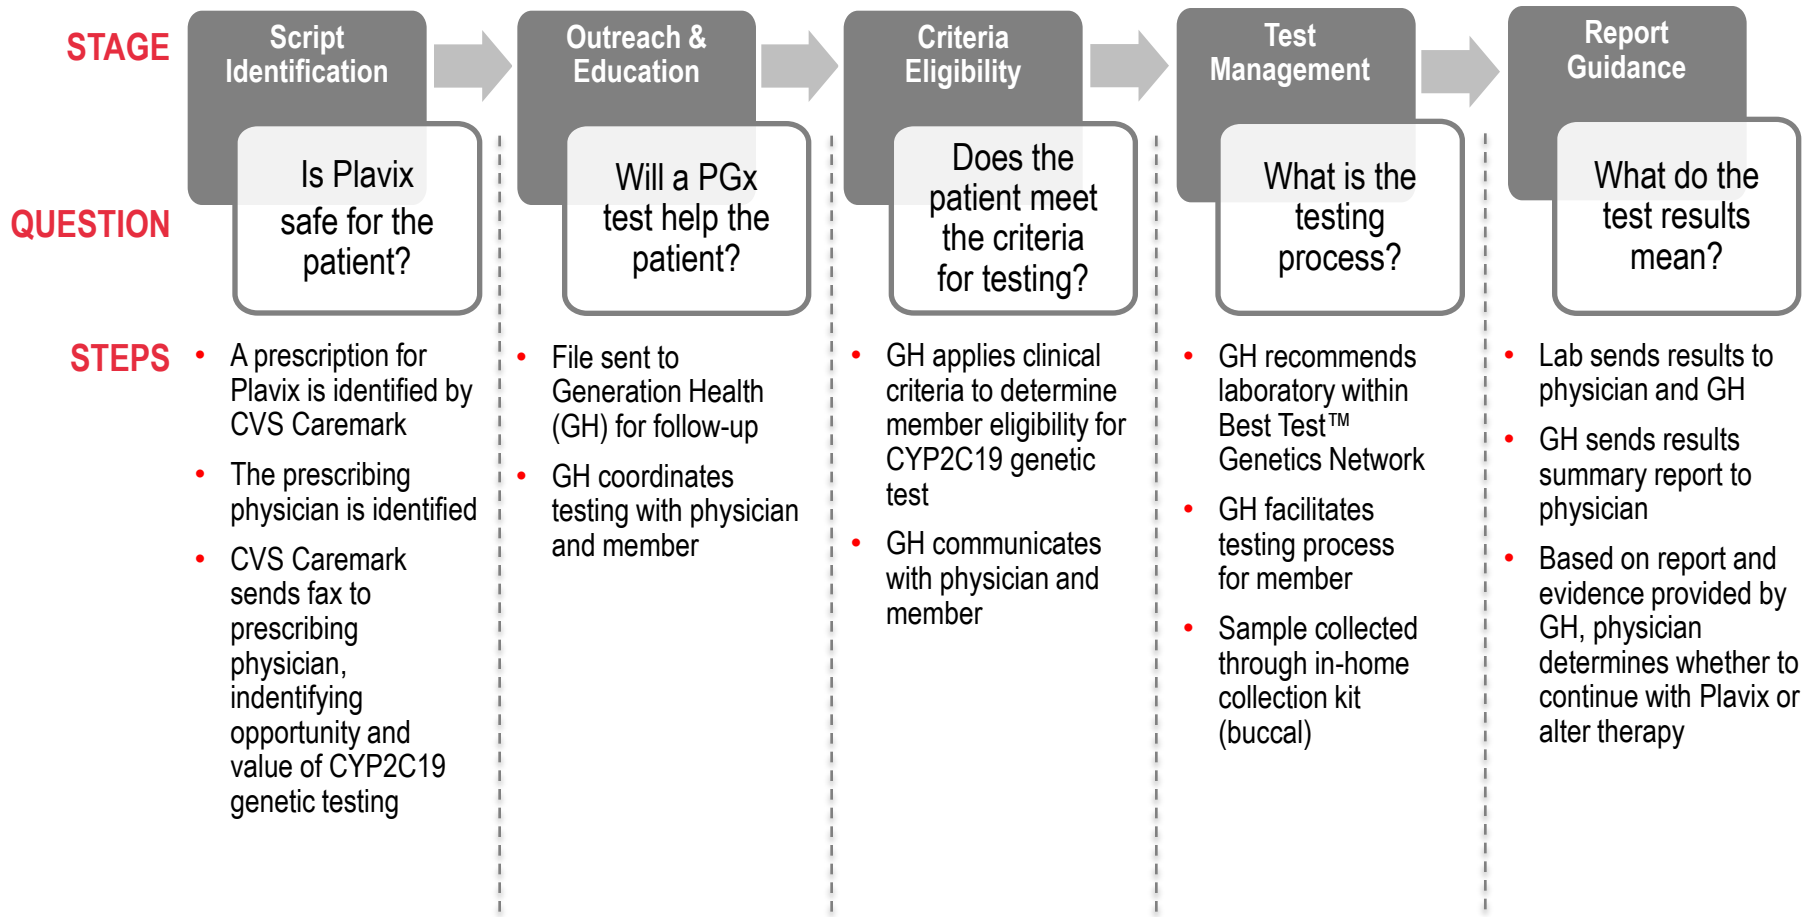 STAGE
Script
Identification
Outreach &
Education
Criteria
Eligibility
Test
Management
Report
Guidance
QUESTION
Is Plavix
safe for the
patient?
Will a PGx
test help the
patient?
Does the
patient meet
the criteria
for testing?
What is the
testing
process?
What do the
test results
mean?
STEPS
• A prescription for
Plavix is identified by
CVS Caremark
• The prescribing
physician is identified
• CVS Caremark
sends fax to
prescribing
physician,
indentifying
opportunity and
value of CYP2C19
genetic testing
• File sent to
Generation Health
(GH) for follow-up
• GH coordinates
testing with physician
and member
• GH applies clinical
criteria to determine
member eligibility for
CYP2C19 genetic
test
• GH communicates
with physician and
member
• GH recommends
laboratory within
Best Test™
Genetics Network
• GH facilitates
testing process
for member
• Sample collected
through in-home
collection kit
(buccal)
• Lab sends results to
physician and GH
• GH sends results
summary report to
physician
• Based on report and
evidence provided by
GH, physician
determines whether to
continue with Plavix or
alter therapy